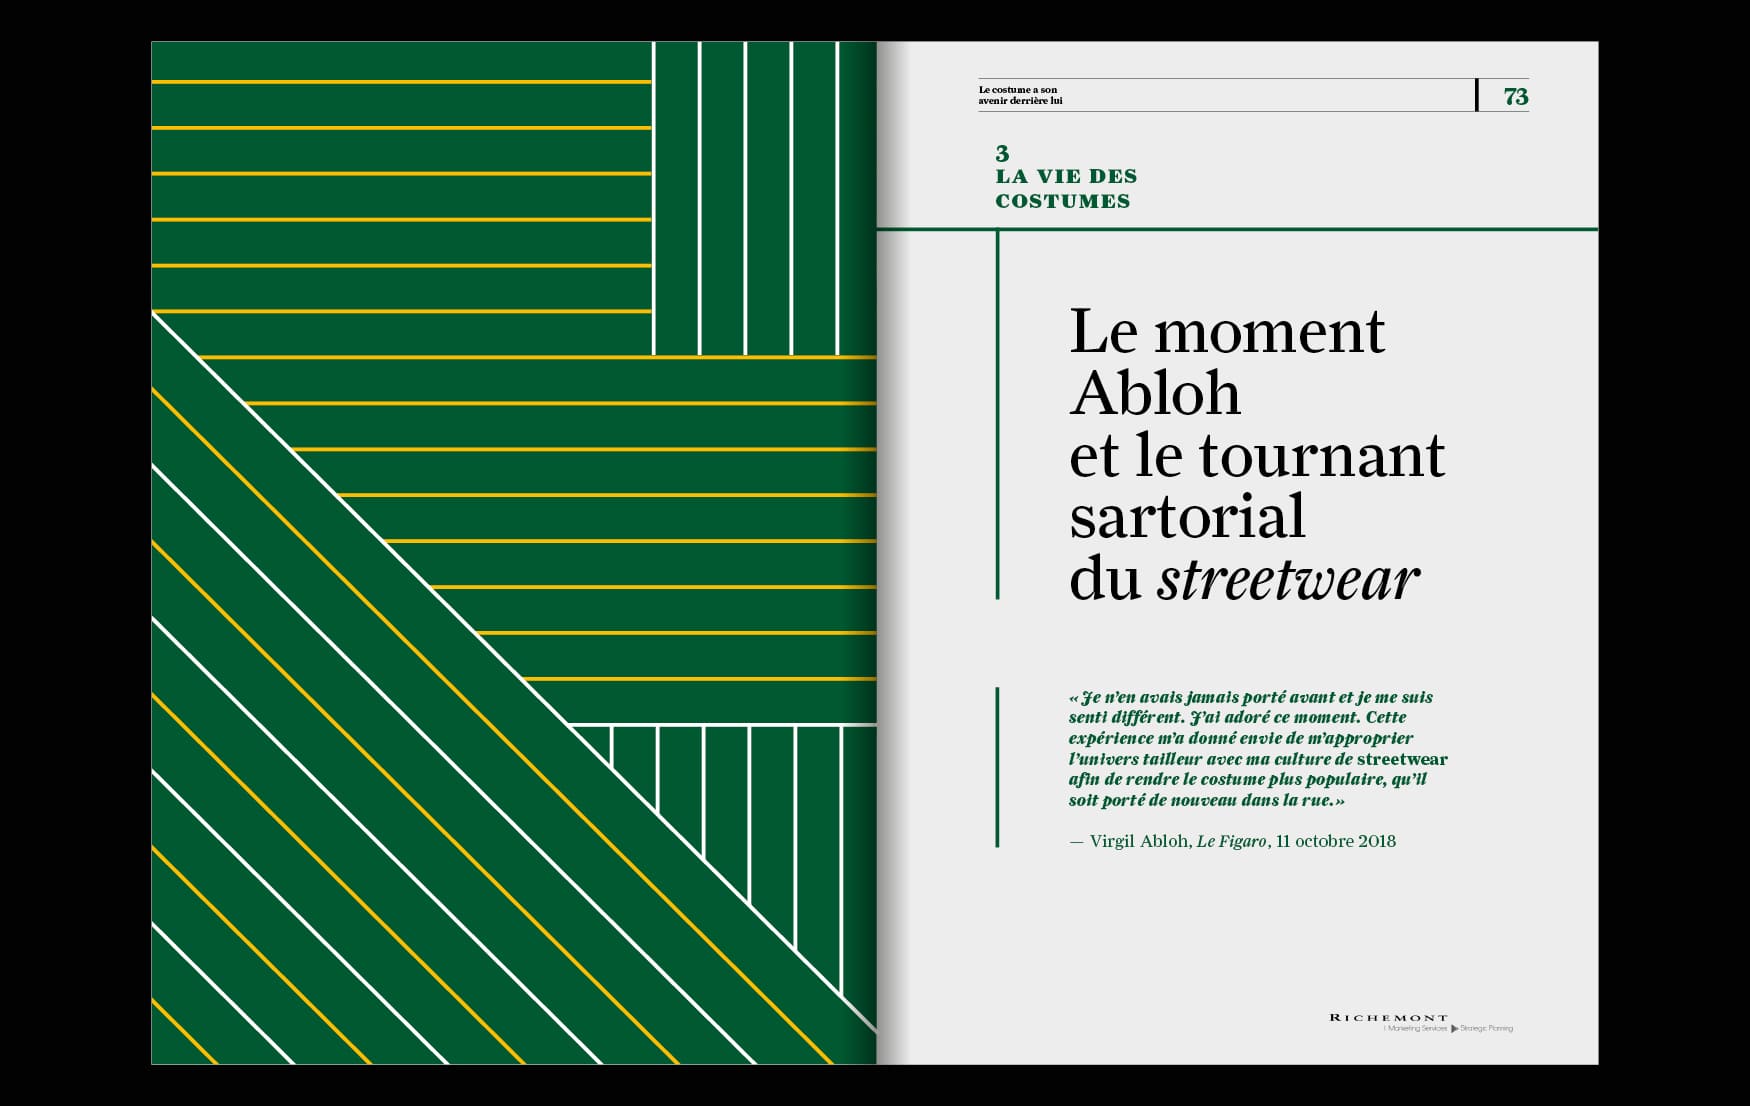 Le costume a son
avenir derrière lui
73
3
LA VIE DES
COSTUMES
Le moment
Abloh
et le tournant
sartorial
du streetwear
« Je n’en avais jamais porté avant et je me suis
senti différent. J’ai adoré ce moment. Cette
expérience m’a donné envie de m’approprier
l’univers tailleur avec ma culture de streetwear
afin de rendre le costume plus populaire, qu’il
soit porté de nouveau dans la rue.»
— Virgil Abloh, Le Figaro, 11 octobre 2018
RICHEMONT
| Marketing Services ▶ Strategic Planning